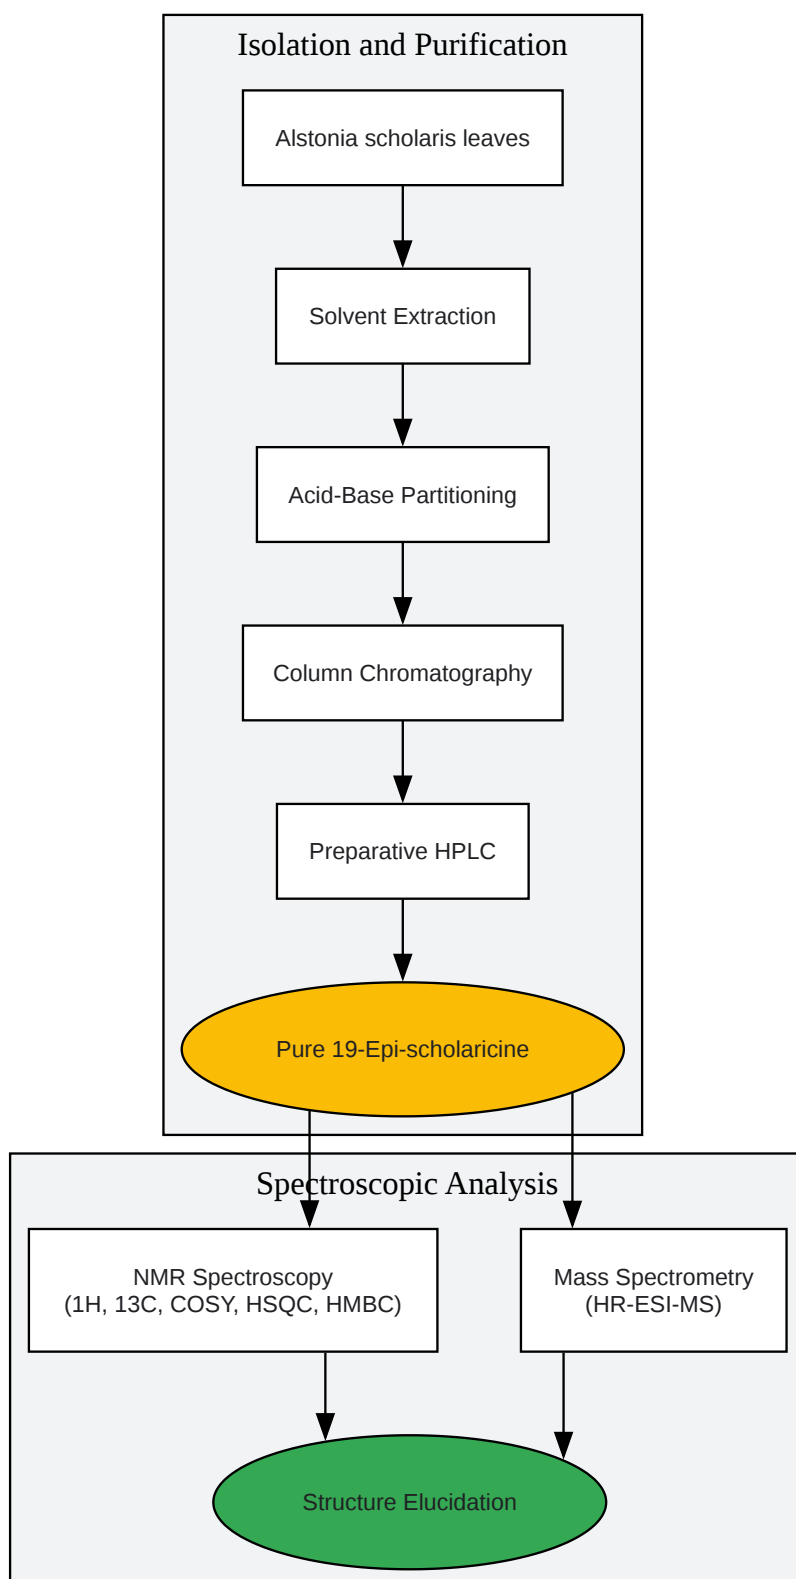 Isolation and Purification
Alstonia scholaris leaves
Solvent Extraction
Acid-Base Partitioning
Column Chromatography
Preparative HPLC
Pure 19-Epi-scholaricine
Spectroscopic Analysis
NMR Spectroscopy
(1H, 13C, COSY, HSQC, HMBC)
Mass Spectrometry
(HR-ESI-MS)
Structure Elucidation